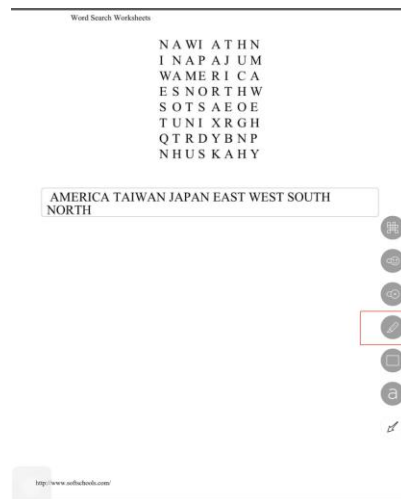 Word Search Worksheets
N A W I A T H N
I N A P A J U M
W A M E R I C A
E S N O R T H W
S O T S A E O E
T U N I X R G H
Q T R D Y B N P
N H U S K A H Y
AMERICA TAIWAN JAPAN EAST WEST SOUTH
NORTH
a
http://www.softschools.com/